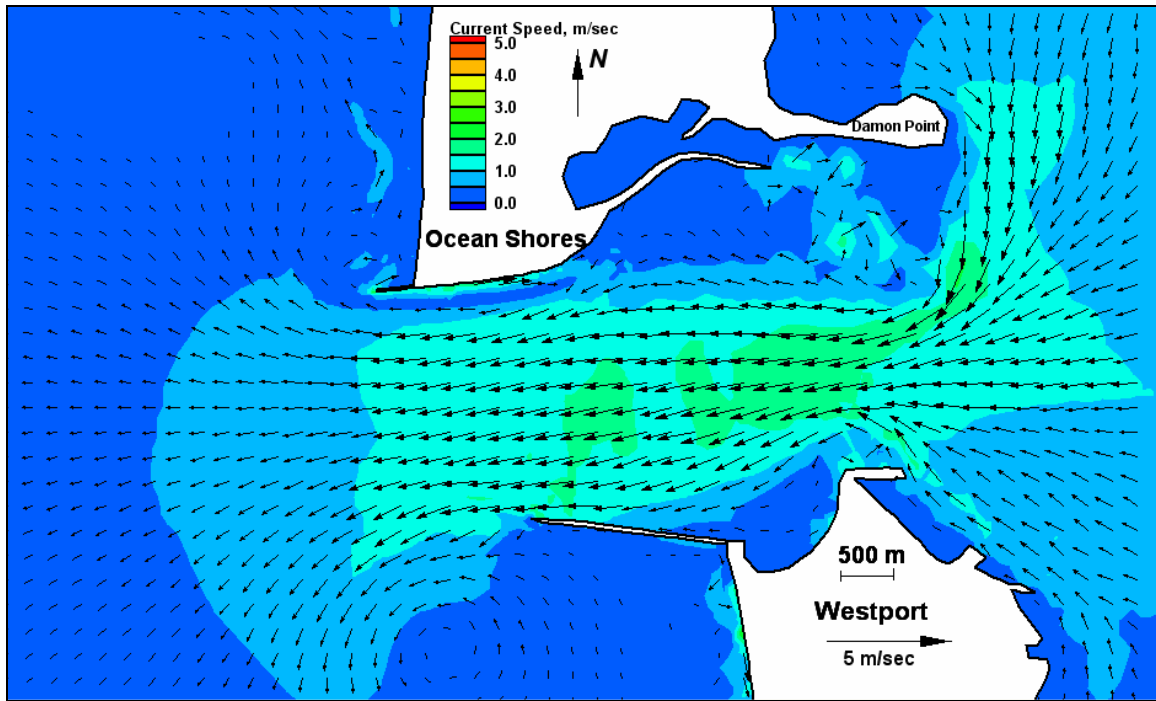 Current Speed, m/sec
5.0
4.0
3.0
2.0
1.0
0.0
N
Damon Point
Ocean Shores
500 m
Westport
5 m/sec